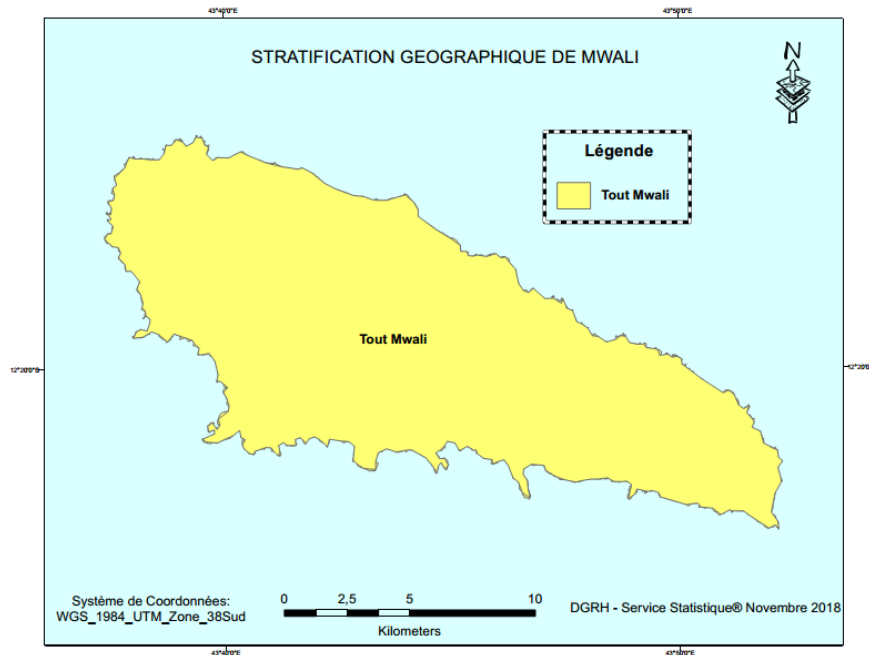 43°40'0"E 43°50'0"E
STRATIFICATION GEOGRAPHIQUE DE MWALI
N
Légende
Tout Mwali
Tout Mwali
12°20'0"S 12°20'0"
Système de Coordonnées:
WGS_1984_UTM_Zone_38Sud
0 2,5 5 10
Kilometers
DGRH - Service Statistique® Novembre 2018
43°40'0"E 43°50'0"E